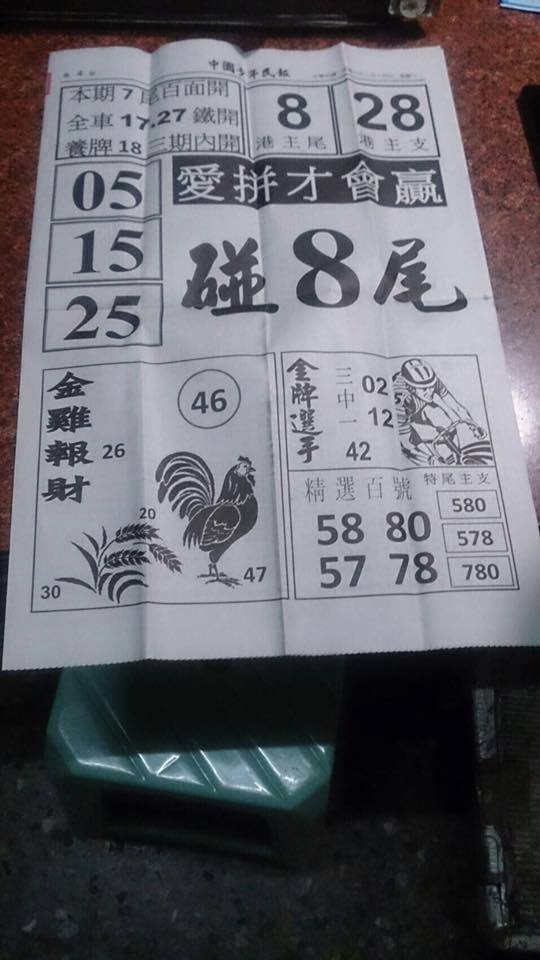 中國少年民報
本期7尾百面開
全車17.27鐵開
養牌18三期內開
8
港主尾
28
港主支
05
15
25
愛拼才會贏
碰8尾
金雞報財
46
26
20
30
47
金牌選手
三中一
02
12
42
精選百號
58 80
57 78
特尾主支
580
578
780